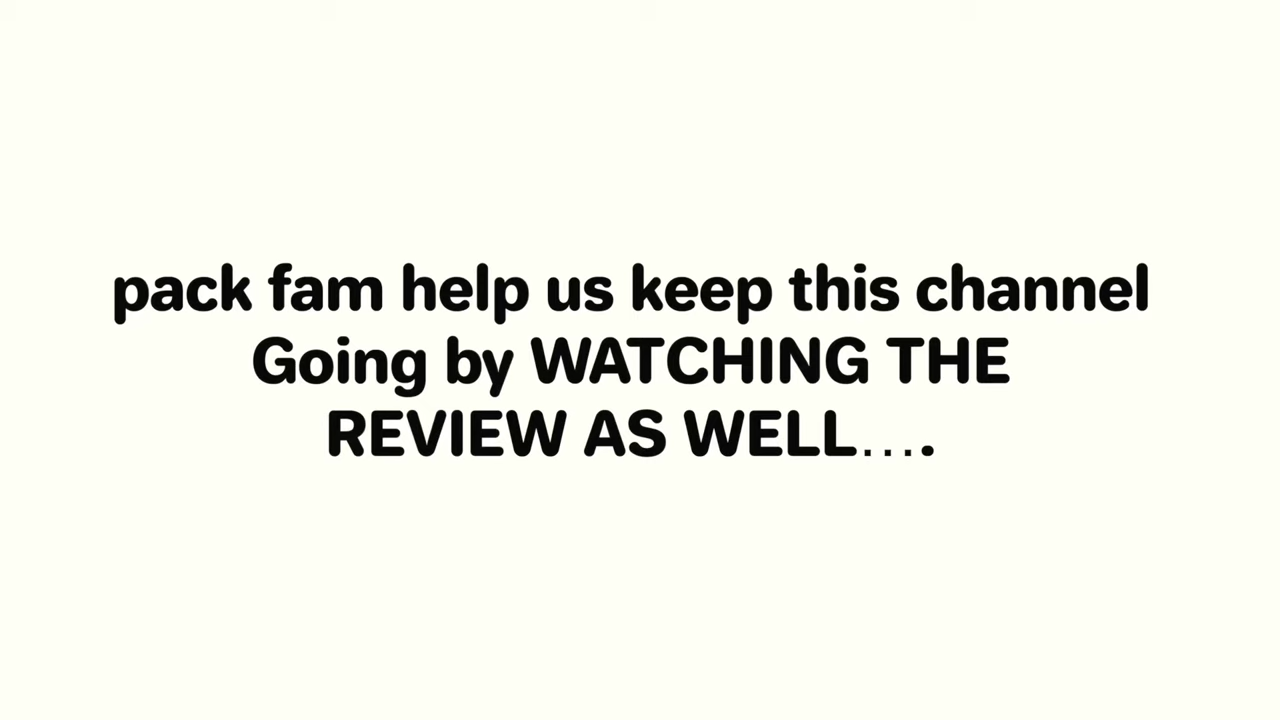 pack fam help us keep this channel
Going by WATCHING THE
REVIEW AS WELL….